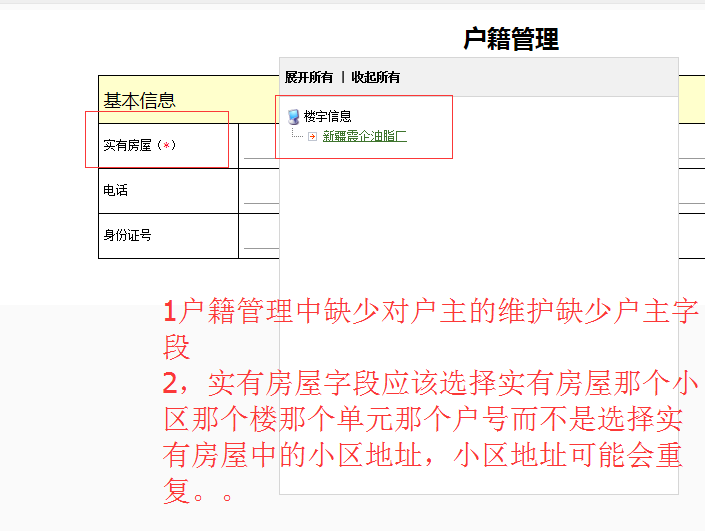 户籍管理
展开所有 | 收起所有
基本信息
楼宇信息
新疆震企油脂厂
实有房屋（*）
电话
身份证号
1户籍管理中缺少对户主的维护缺少户主字
段
2，实有房屋字段应该选择实有房屋那个小
区那个楼那个单元那个户号而不是选择实
有房屋中的小区地址，小区地址可能会重
复。。